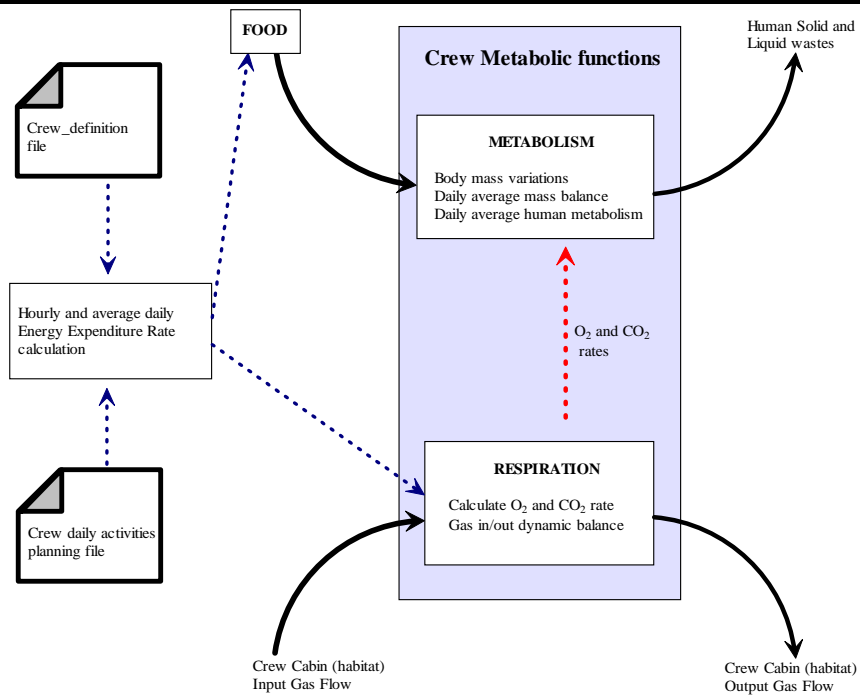 FOOD
Human Solid and
Liquid wastes
Crew Metabolic functions
Crew_definition
file
METABOLISM
Body mass variations
Daily average mass balance
Daily average human metabolism
Hourly and average daily
Energy Expenditure Rate
calculation
O₂ and CO₂
rates
RESPIRATION
Calculate O₂ and CO₂ rate
Gas in/out dynamic balance
Crew daily activities
planning file
Crew Cabin (habitat)
Input Gas Flow
Crew Cabin (habitat)
Output Gas Flow